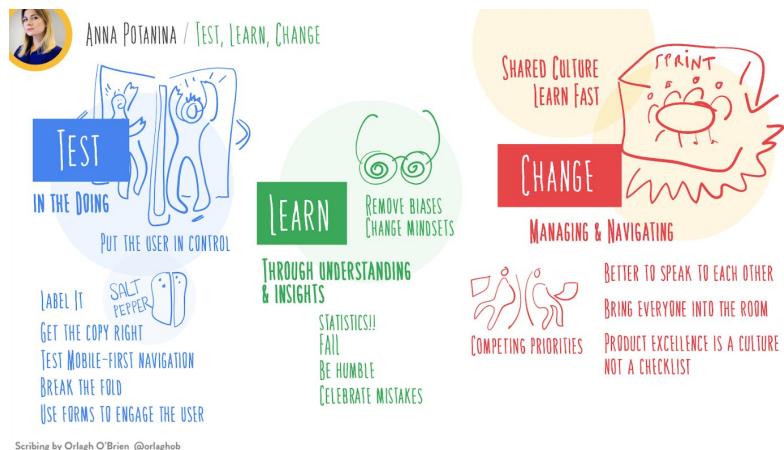 ANNA POTANINA / TEST, LEARN, CHANGE
TEST
IN THE DOING
PUT THE USER IN CONTROL
SALT
PEPPER
LABEL IT
GET THE COPY RIGHT
TEST MOBILE-FIRST NAVIGATION
BREAK THE FOLD
USE FORMS TO ENGAGE THE USER
LEARN
REMOVE BIASES
CHANGE MINDSETS
THROUGH UNDERSTANDING
& INSIGHTS
STATISTICS!!
FAIL
BE HUMBLE
CELEBRATE MISTAKES
SHARED CULTURE
LEARN FAST
SPRINT
CHANGE
MANAGING & NAVIGATING
COMPETING PRIORITIES
BETTER TO SPEAK TO EACH OTHER
BRING EVERYONE INTO THE ROOM
PRODUCT EXCELLENCE IS A CULTURE
NOT A CHECKLIST
Scribing by Orlagh O'Brien @orlaghob